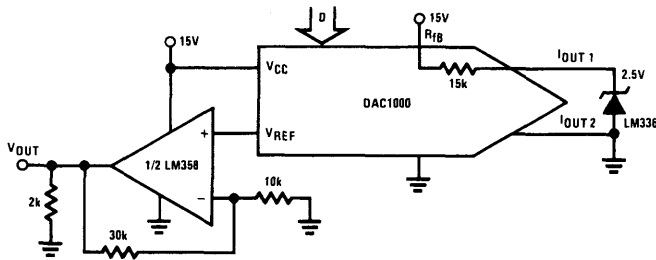 D
15V
15V
RfB
IOUT 1
15k
2.5V
VCC
DAC1000
LM336
VOUT
+
VREF
IOUT 2
1/2 LM358
−
10k
2k
30k